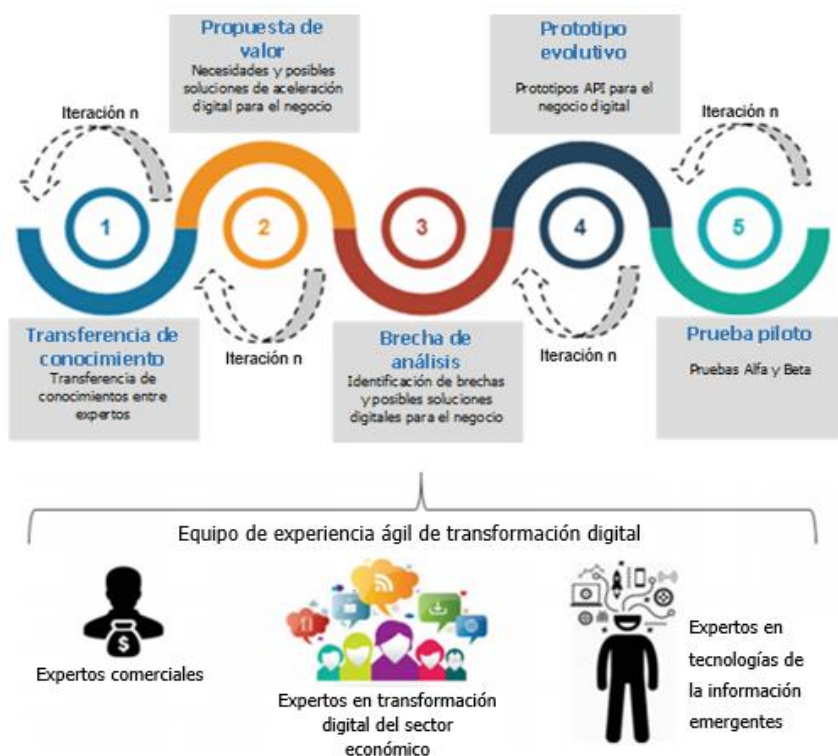 Propuesta de
valor
Necesidades y posibles
soluciones de aceleración
digital para el negocio
Prototipo
evolutivo
Prototipos API para el
negocio digital
Iteración n
Iteración n
1
2
3
4
5
Transferencia de
conocimiento
Transferencia de
conocimientos entre
expertos
Iteración n
Brecha de
análisis
Identificación de brechas
y posibles soluciones
digitales para el negocio
Iteración n
Prueba piloto
Pruebas Alfa y Beta
Equipo de experiencia ágil de transformación digital
$
Expertos comerciales
Expertos en transformación
digital del sector
económico
Expertos en
tecnologías de
la información
emergentes